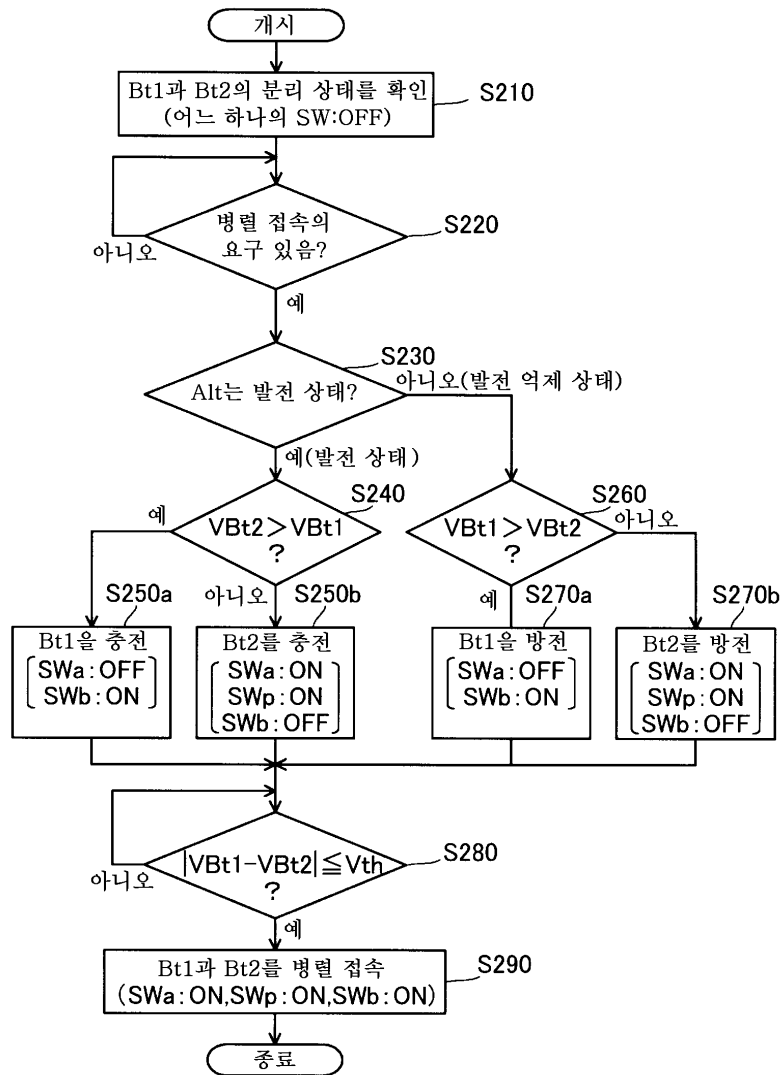 개시
Bt1과 Bt2의 분리 상태를 확인
(어느 하나의 SW:OFF)
S210
병렬 접속의
요구 있음?
S220
아니오
예
S230
Alt는 발전 상태?
아니오(발전 억제 상태)
예(발전 상태)
S240
VBt2>VBt1
?
예
아니오
S260
VBt1>VBt2
?
아니오
예
S250a
Bt1을 충전
SWa:OFF
SWb:ON
S250b
Bt2를 충전
SWa:ON
SWp:ON
SWb:OFF
S270a
Bt1을 방전
SWa:OFF
SWb:ON
S270b
Bt2를 방전
SWa:ON
SWp:ON
SWb:OFF
|VBt1-VBt2|≦Vth
?
S280
아니오
예
Bt1과 Bt2를 병렬 접속
(SWa:ON,SWp:ON,SWb:ON)
S290
종료